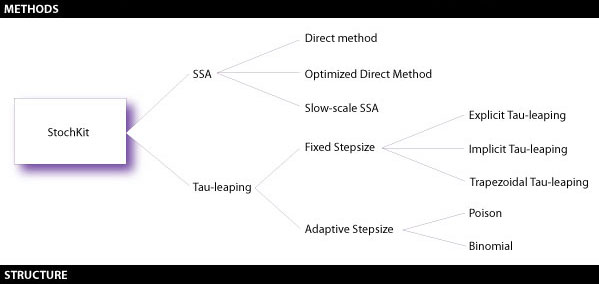 METHODS
StochKit
SSA
Direct method
Optimized Direct Method
Slow-scale SSA
Tau-leaping
Fixed Stepsize
Explicit Tau-leaping
Implicit Tau-leaping
Trapezoidal Tau-leaping
Adaptive Stepsize
Poison
Binomial
STRUCTURE